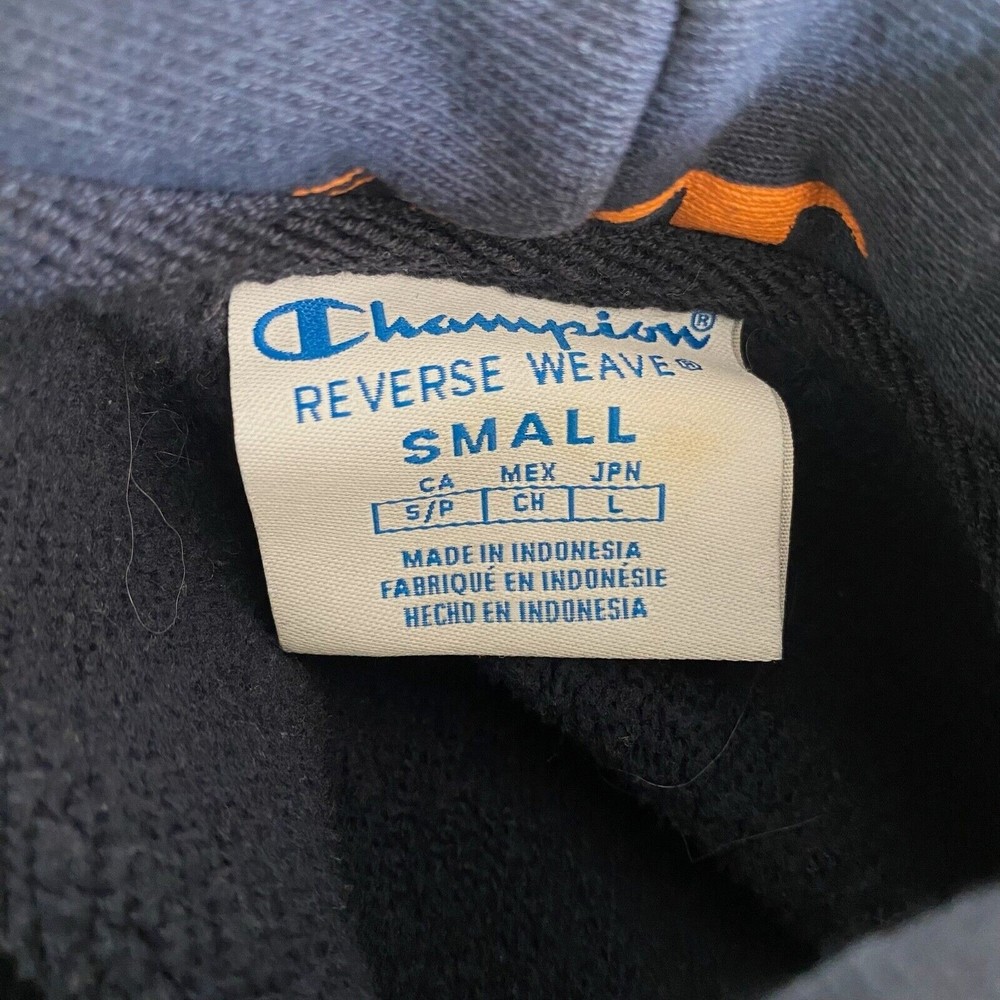 Champion®
REVERSE WEAVE®
SMALL
CA MEX JPN
S/P CH L
MADE IN INDONESIA
FABRIQUÉ EN INDONÉSIE
HECHO EN INDONESIA